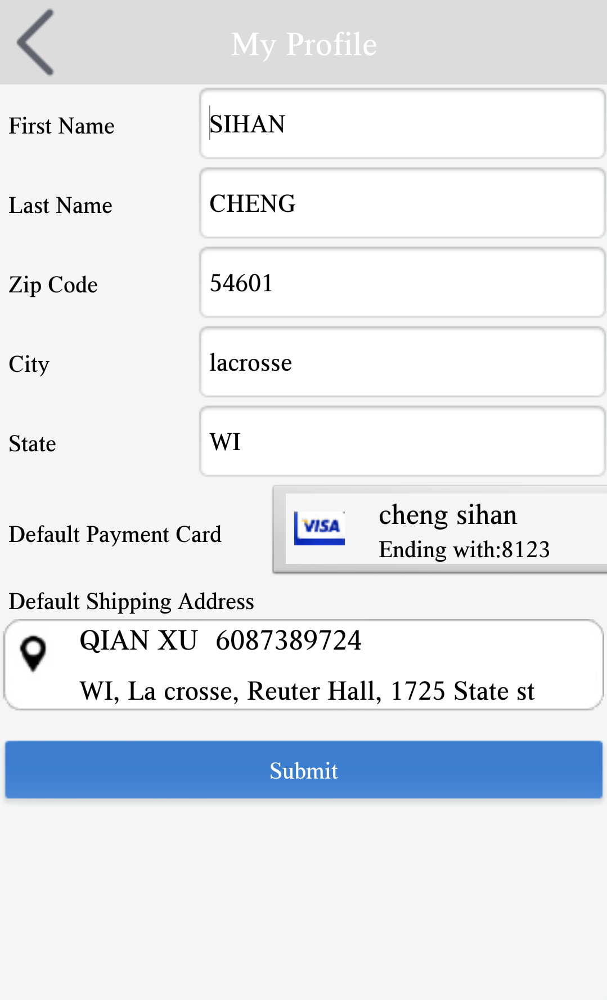 My Profile
First Name
SIHAN
Last Name
CHENG
Zip Code
54601
City
lacrosse
State
WI
Default Payment Card
VISA
cheng sihan
Ending with:8123
Default Shipping Address
QIAN XU 6087389724
WI, La crosse, Reuter Hall, 1725 State st
Submit